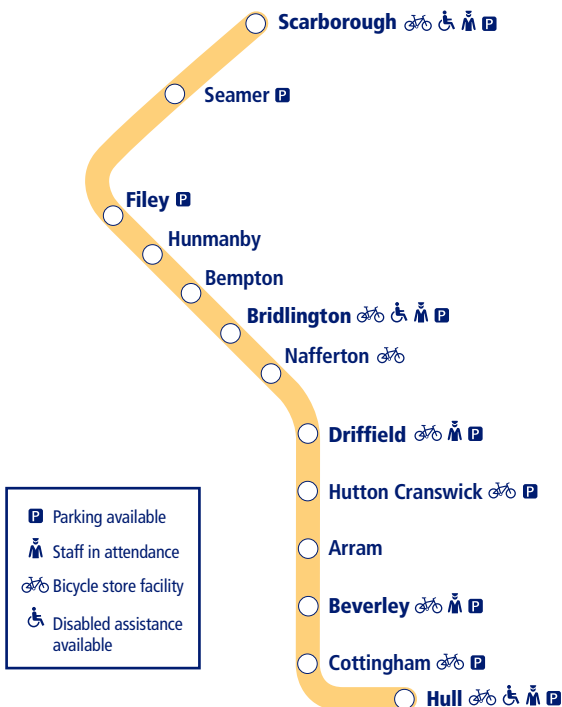 Scarborough P
Seamer P
Filey P
Hunmanby
Bempton
Bridlington P
Nafferton
Driffield P
Hutton Cranswick P
Arram
Beverley P
Cottingham P
Hull P
P Parking available
Staff in attendance
Bicycle store facility
Disabled assistance
available